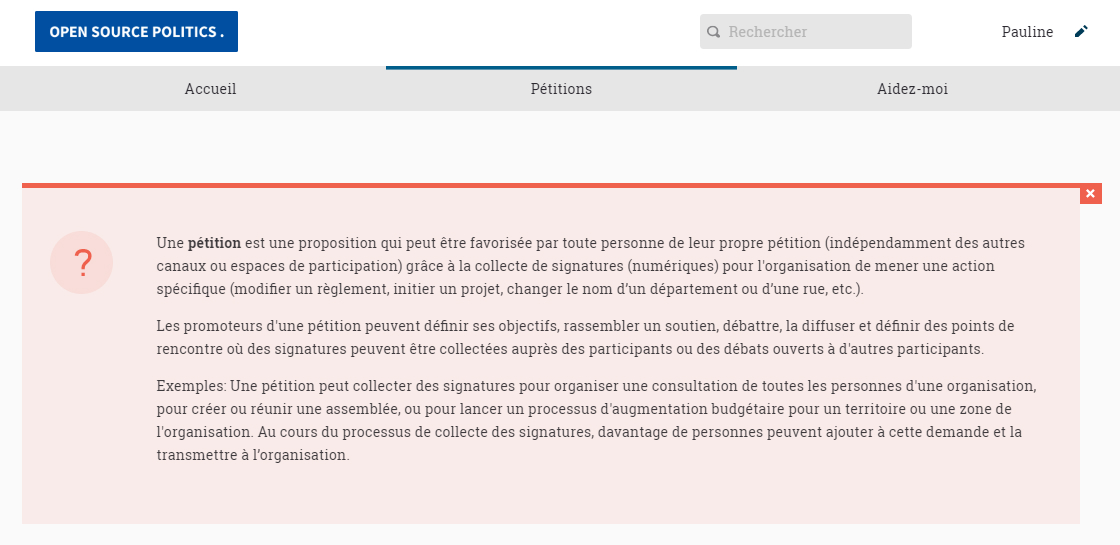 OPEN SOURCE POLITICS .
Rechercher
Pauline
Accueil
Pétitions
Aidez-moi
?
Une pétition est une proposition qui peut être favorisée par toute personne de leur propre pétition (indépendamment des autres
canaux ou espaces de participation) grâce à la collecte de signatures (numériques) pour l'organisation de mener une action
spécifique (modifier un règlement, initier un projet, changer le nom d’un département ou d’une rue, etc.).
Les promoteurs d'une pétition peuvent définir ses objectifs, rassembler un soutien, débattre, la diffuser et définir des points de
rencontre où des signatures peuvent être collectées auprès des participants ou des débats ouverts à d'autres participants.
Exemples: Une pétition peut collecter des signatures pour organiser une consultation de toutes les personnes d'une organisation,
pour créer ou réunir une assemblée, ou pour lancer un processus d'augmentation budgétaire pour un territoire ou une zone de
l'organisation. Au cours du processus de collecte des signatures, davantage de personnes peuvent ajouter à cette demande et la
transmettre à l’organisation.